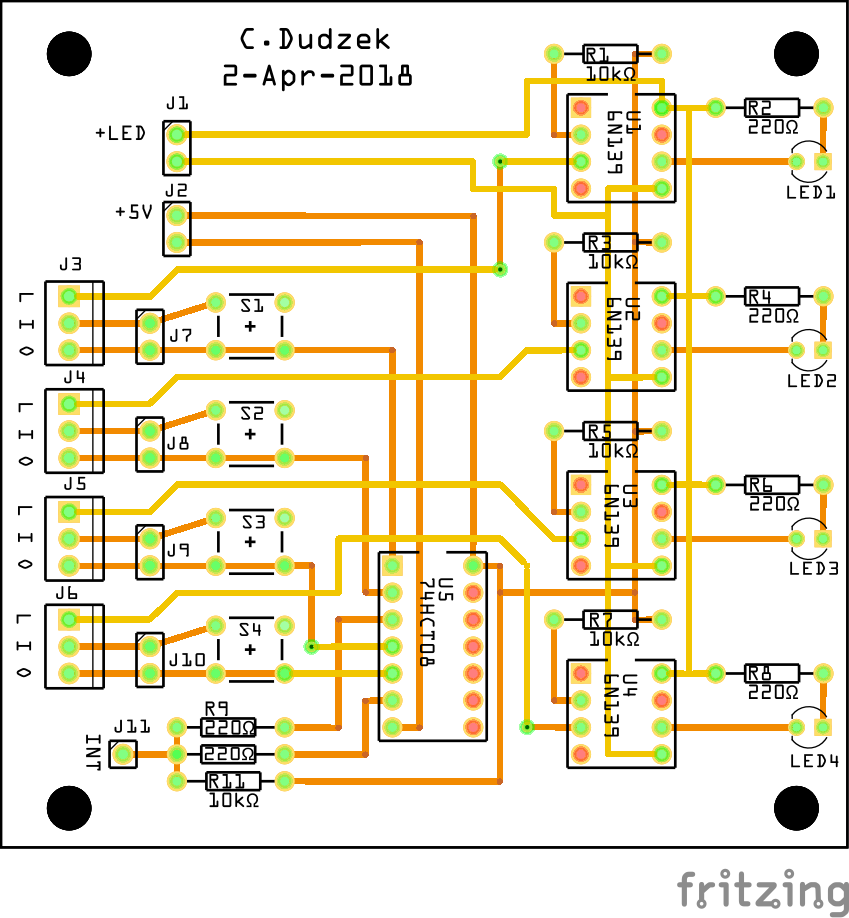 C.Dudzek
2-Apr-2018
J1
+LED
J2
+5V
J3
L
I
O
S1
J7
J4
L
I
O
S2
J8
J5
L
I
O
S3
J9
J6
L
I
O
S4
J10
R9
220Ω
J11
INT
220Ω
R11
10kΩ
U5
74HCT08
R1
10kΩ
U1
6N139
R2
220Ω
LED1
R3
10kΩ
U2
6N139
R4
220Ω
LED2
R5
10kΩ
U3
6N139
R6
220Ω
LED3
R7
10kΩ
U4
6N139
R8
220Ω
LED4
fritzing